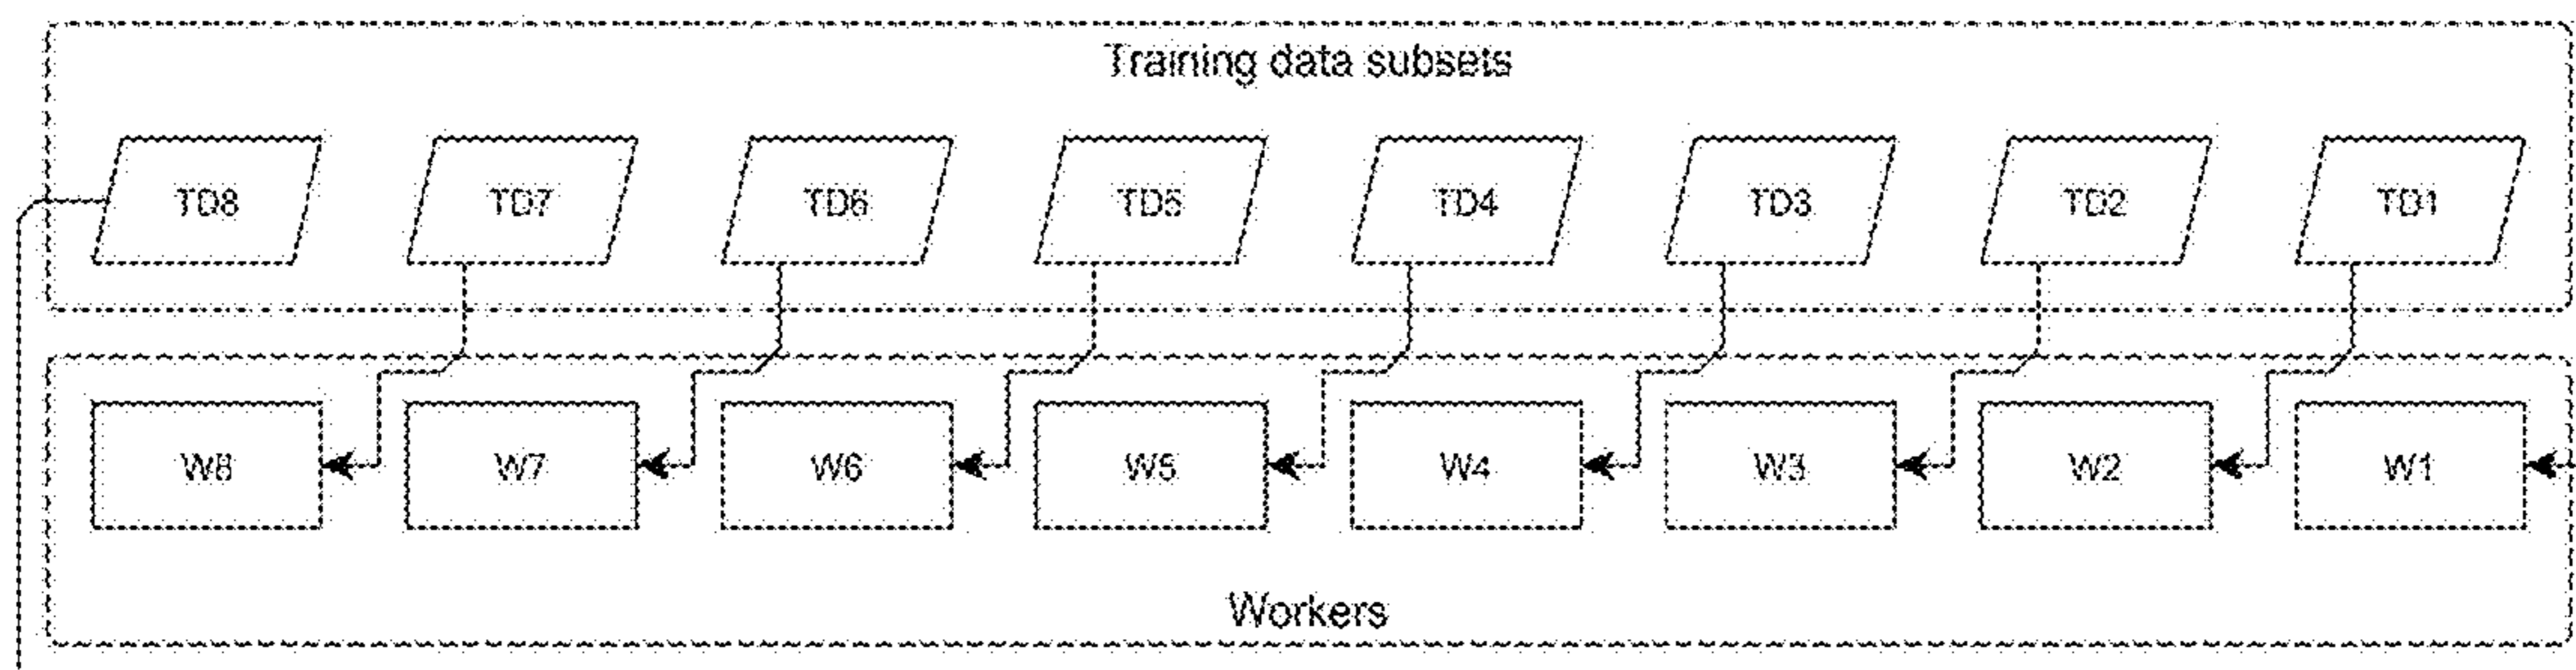 Training data subsets
TD8 TD7 TD6 TD5 TD4 TD3 TD2 TD1
W8 W7 W6 W5 W4 W3 W2 W1
Workers